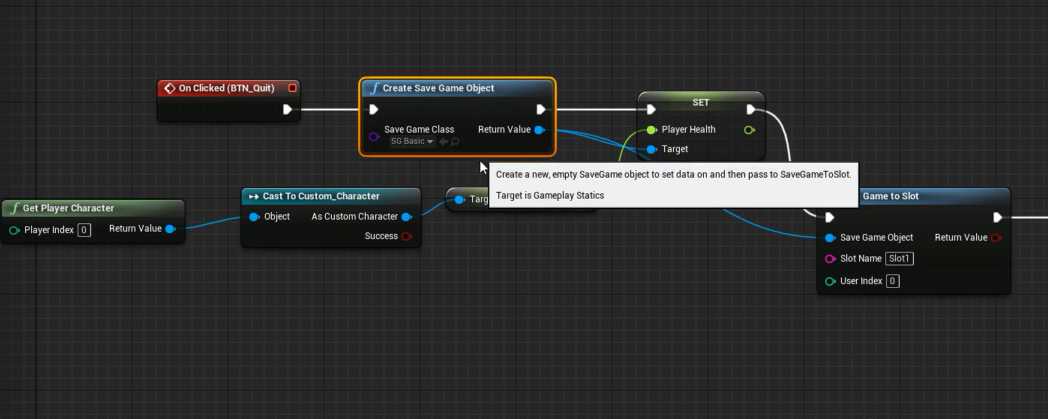 On Clicked (BTN_Quit)
Create Save Game Object
Save Game Class
SG Basic
Return Value
SET
Player Health
Target
Create a new, empty SaveGame object to set data on and then pass to SaveGameToSlot.
Target is Gameplay Statics
Get Player Character
Player Index 0
Return Value
Cast To Custom_Character
Object
As Custom Character
Success
Game to Slot
Save Game Object
Return Value
Slot Name Slot1
User Index 0